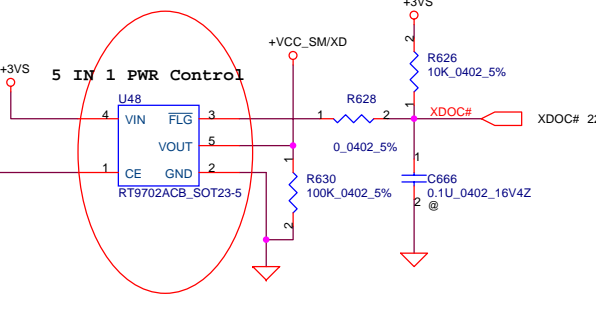 +3VS
+VCC_SM/XD
+3VS
5 IN 1 PWR Control
2
R626
10K_0402_5%
1
U48
4 VIN FLG 3
VOUT 5
1 CE GND 2
RT9702ACB_SOT23-5
R628
1 2
0_0402_5%
XDOC#
XDOC#
1
R630
100K_0402_5%
2
1
C666
0.1U_0402_16V4Z
2
@